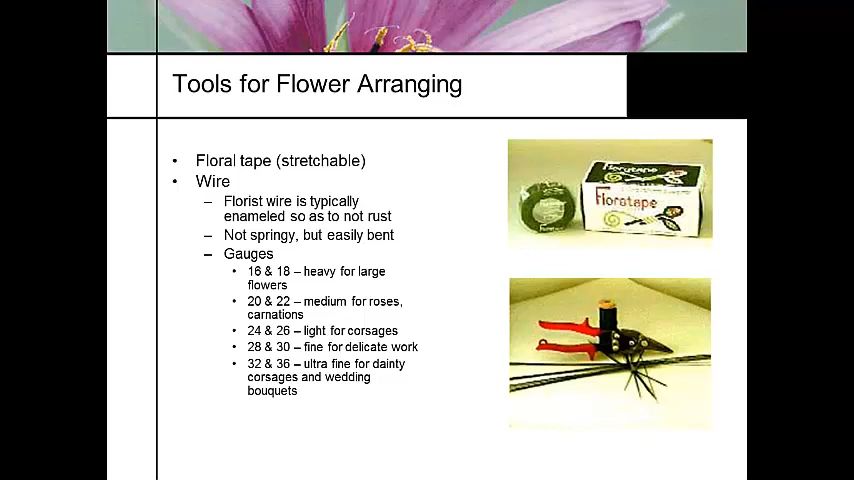 Tools for Flower Arranging
• Floral tape (stretchable)
• Wire
– Florist wire is typically
enameled so as to not rust
– Not springy, but easily bent
– Gauges
• 16 & 18 – heavy for large
flowers
• 20 & 22 – medium for roses,
carnations
• 24 & 26 – light for corsages
• 28 & 30 – fine for delicate work
• 32 & 36 – ultra fine for dainty
corsages and wedding
bouquets
Floratape
Floratape